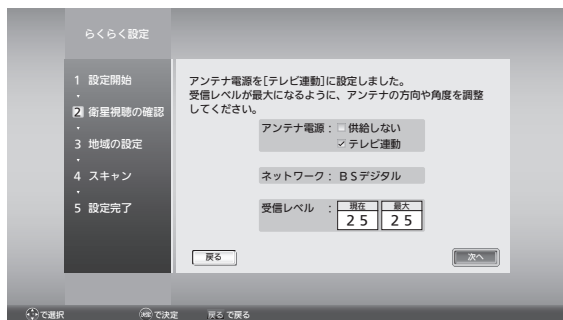 らくらく設定
1 設定開始
2 衛星視聴の確認
3 地域の設定
4 スキャン
5 設定完了
アンテナ電源を[テレビ連動]に設定しました。
受信レベルが最大になるように、アンテナの方向や角度を調整
してください。
アンテナ電源： 供給しない
テレビ連動
ネットワーク： BSデジタル
受信レベル ： 現在 最大
25 25
戻る 次へ
で選択 で決定 戻る で戻る